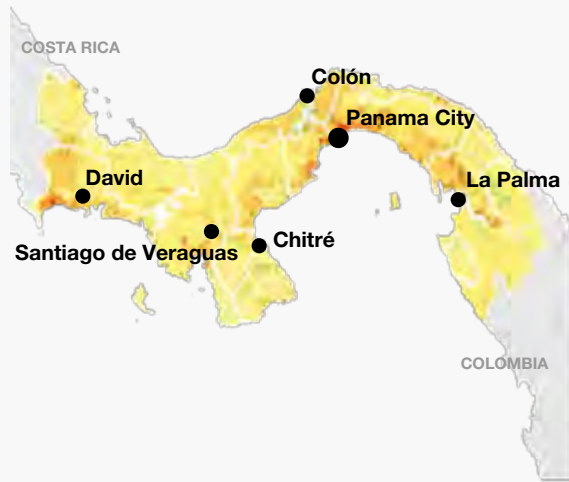 COSTA RICA
Colón
Panama City
David
La Palma
Santiago de Veraguas
Chitré
COLOMBIA